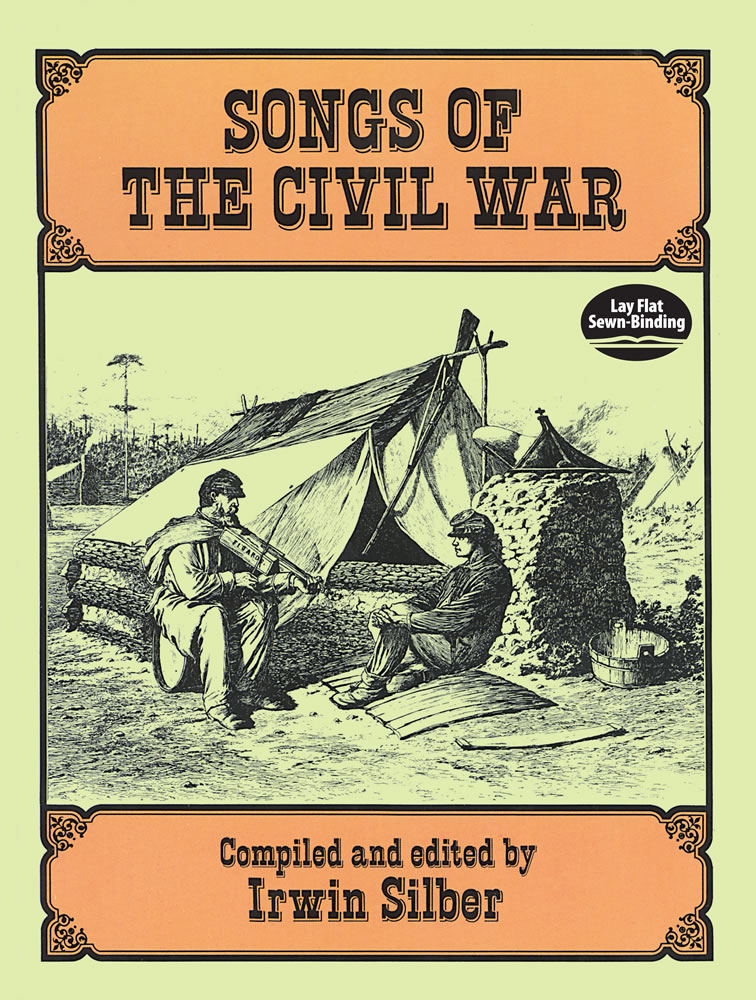 SONGS OF
THE CIVIL WAR
Lay Flat
Sewn-Binding
Compiled and edited by
Irwin Silber